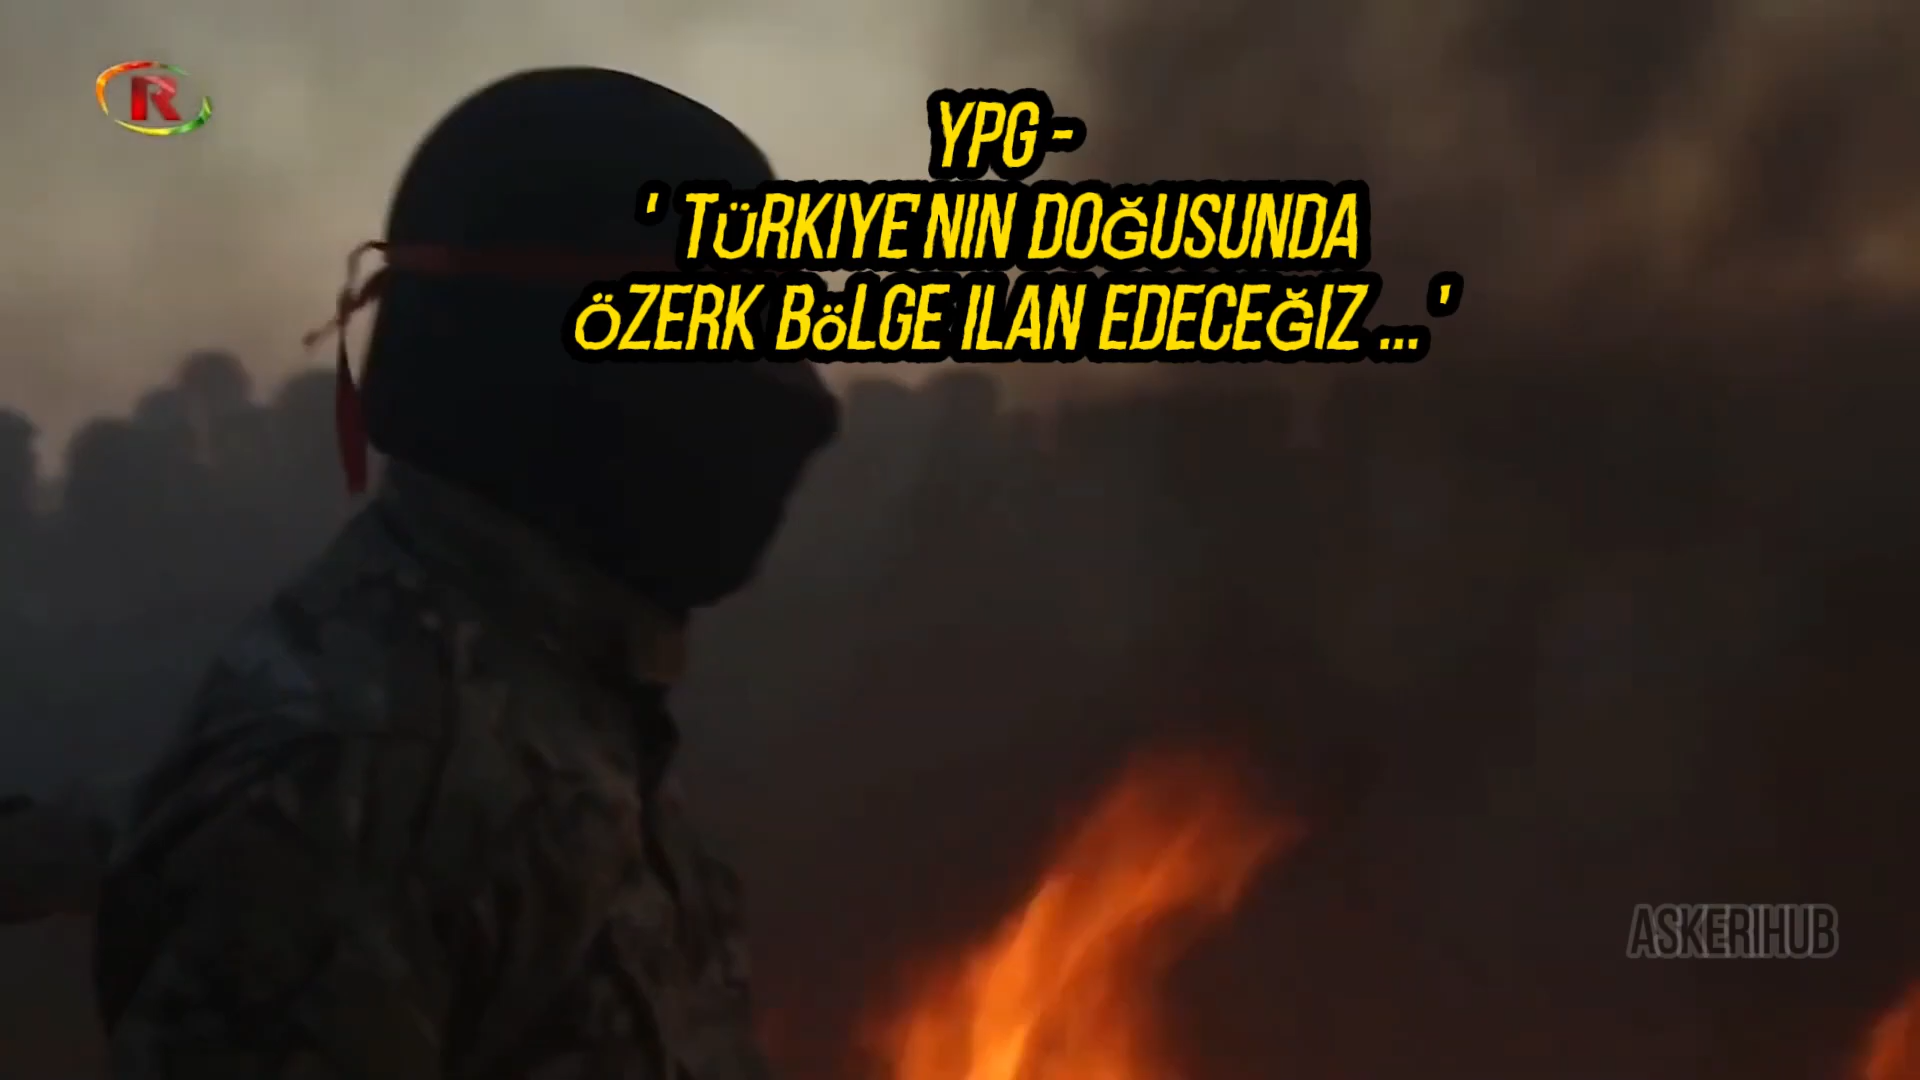 R
YPG -
' TÜRKIYE'NIN DOĞUSUNDA
ÖZERK BÖLGE ILAN EDECEĞIZ ... '
ASKERIHUB